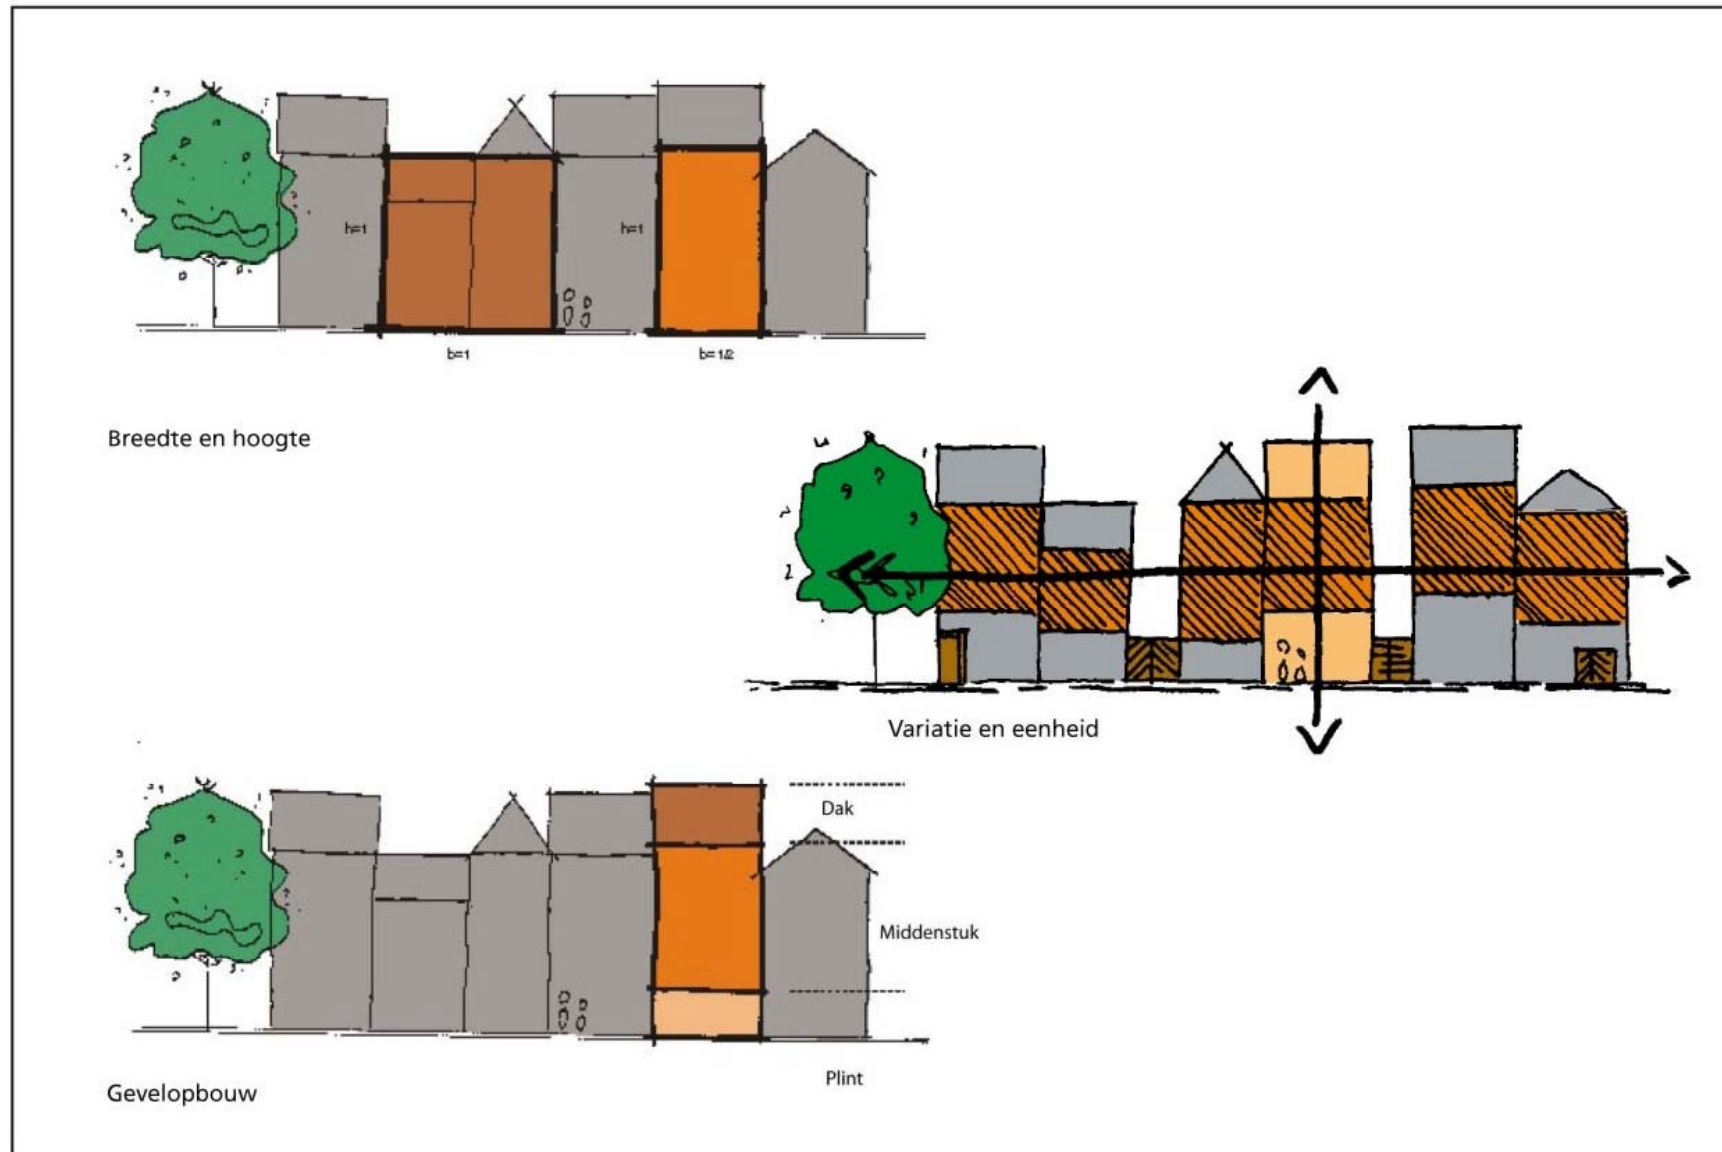 h=1
h=1
b=1
b=1/2
Breedte en hoogte
Variatie en eenheid
Dak
Middenstuk
Plint
Gevelopbouw